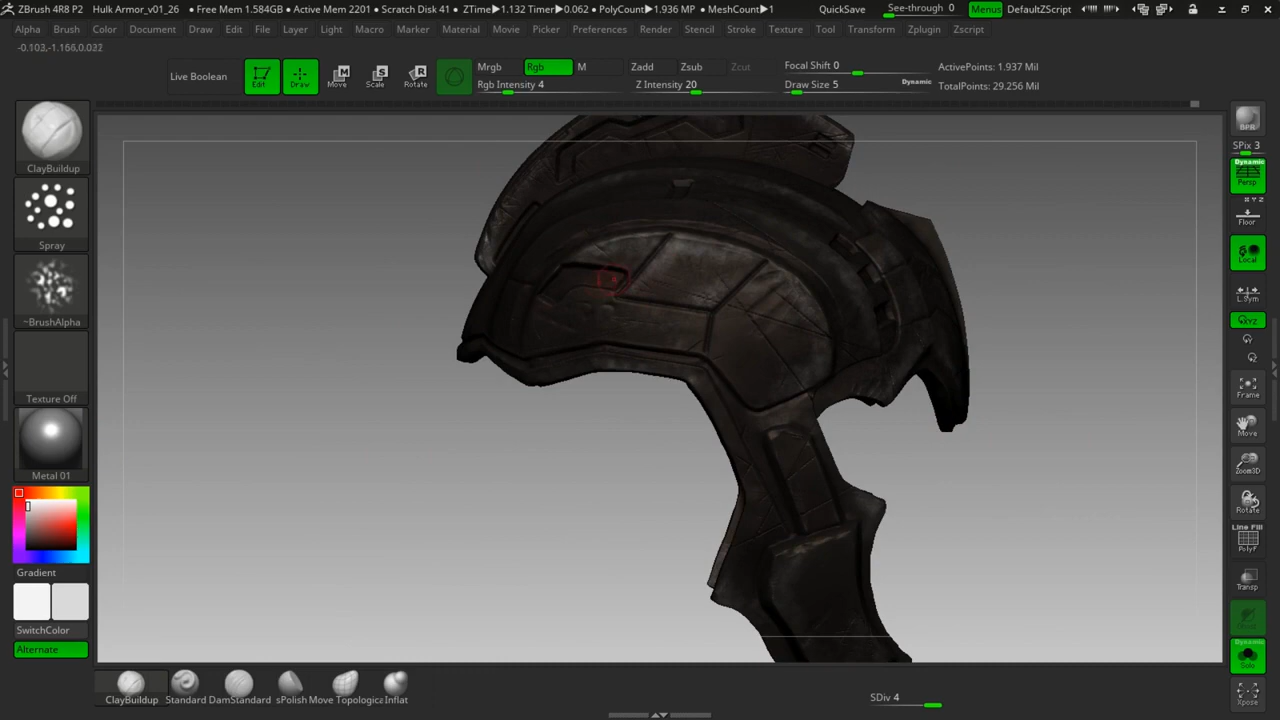 ZBrush 4R8 P2 Hulk Armor_v01_26 • Free Mem 1.584GB • Active Mem 2201 • Scratch Disk 41 • ZTime▶1.132 Timer▶0.062 • PolyCount▶1.936 MP • MeshCount▶1 QuickSave See-through 0 Menus DefaultZScript
Alpha Brush Color Document Draw Edit File Layer Light Macro Marker Material Movie Picker Preferences Render Stencil Stroke Texture Tool Transform Zplugin Zscript
-0.103,-1.166,0.032
Live Boolean Edit Draw Move Scale Rotate
Mrgb Rgb M Zadd Zsub Zcut
Rgb Intensity 4 Z Intensity 20
Focal Shift 0
Draw Size 5 Dynamic
ActivePoints: 1.937 Mil
TotalPoints: 29.256 Mil
ClayBuildup
Spray
~BrushAlpha
Texture Off
Metal 01
Gradient
SwitchColor
Alternate
BPR
SPix 3
Dynamic
Persp
X Y Z
Floor
Local
L.Sym
XYZ
Y
Z
Frame
Move
Zoom3D
Rotate
Line Fill
PolyF
Transp
Dynamic
Solo
Xpose
ClayBuildup Standard DamStandard sPolish Move Topologica Inflat
SDiv 4